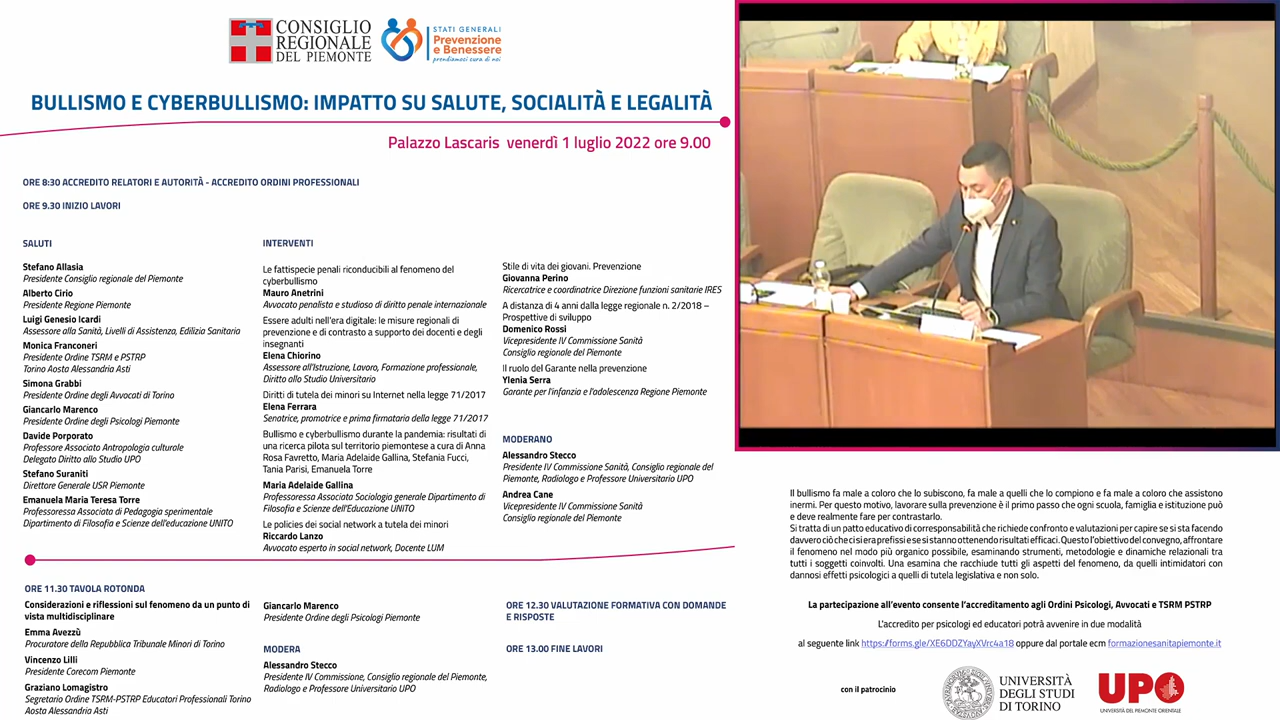 CONSIGLIO
REGIONALE
DEL PIEMONTE
STATI GENERALI
Prevenzione
e Benessere
prendiamoci cura di noi
BULLISMO E CYBERBULLISMO: IMPATTO SU SALUTE, SOCIALITÀ E LEGALITÀ
Palazzo Lascaris venerdì 1 luglio 2022 ore 9.00
ORE 8:30 ACCREDITO RELATORI E AUTORITÀ - ACCREDITO ORDINI PROFESSIONALI
ORE 9.30 INIZIO LAVORI
SALUTI
Stefano Allasia
Presidente Consiglio regionale del Piemonte
Alberto Cirio
Presidente Regione Piemonte
Luigi Genesio Icardi
Assessore alla Sanità, Livelli di Assistenza, Edilizia Sanitaria
Monica Franconeri
Presidente Ordine TSRM e PSTRP
Torino Aosta Alessandria Asti
Simona Grabbi
Presidente Ordine degli Avvocati di Torino
Giancarlo Marenco
Presidente Ordine degli Psicologi Piemonte
Davide Porporato
Professore Associato Antropologia culturale
Delegato Diritto allo Studio UPO
Stefano Suraniti
Direttore Generale USR Piemonte
Emanuela Maria Teresa Torre
Professoressa Associata di Pedagogia sperimentale
Dipartimento di Filosofia e Scienze dell'educazione UNITO
INTERVENTI
Le fattispecie penali riconducibili al fenomeno del
cyberbullismo
Mauro Anetrini
Avvocato penalista e studioso di diritto penale internazionale
Essere adulti nell'era digitale: le misure regionali di
prevenzione e di contrasto a supporto dei docenti e degli
insegnanti
Elena Chiorino
Assessore all'Istruzione, Lavoro, Formazione professionale,
Diritto allo Studio Universitario
Diritti di tutela dei minori su Internet nella legge 71/2017
Elena Ferrara
Senatrice, promotrice e prima firmataria della legge 71/2017
Bullismo e cyberbullismo durante la pandemia: risultati di
una ricerca pilota sul territorio piemontese a cura di Anna
Rosa Favretto, Maria Adelaide Gallina, Stefania Fucci,
Tania Parisi, Emanuela Torre
Maria Adelaide Gallina
Professoressa Associata Sociologia generale Dipartimento di
Filosofia e Scienze dell'Educazione UNITO
Le policies dei social network a tutela dei minori
Riccardo Lanzo
Avvocato esperto in social network, Docente LUM
Stile di vita dei giovani. Prevenzione
Giovanna Perino
Ricercatrice e coordinatrice Direzione funzioni sanitarie IRES
A distanza di 4 anni dalla legge regionale n. 2/2018 –
Prospettive di sviluppo
Domenico Rossi
Vicepresidente IV Commissione Sanità
Consiglio regionale del Piemonte
Il ruolo del Garante nella prevenzione
Ylenia Serra
Garante per l'infanzia e l'adolescenza Regione Piemonte
MODERANO
Alessandro Stecco
Presidente IV Commissione Sanità, Consiglio regionale del
Piemonte, Radiologo e Professore Universitario UPO
Andrea Cane
Vicepresidente IV Commissione Sanità
Consiglio regionale del Piemonte
ORE 11.30 TAVOLA ROTONDA
Considerazioni e riflessioni sul fenomeno da un punto di
vista multidisciplinare
Emma Avezzù
Procuratore della Repubblica Tribunale Minori di Torino
Vincenzo Lilli
Presidente Corecom Piemonte
Graziano Lomagistro
Segretario Ordine TSRM-PSTRP Educatori Professionali Torino
Aosta Alessandria Asti
Giancarlo Marenco
Presidente Ordine degli Psicologi Piemonte
MODERA
Alessandro Stecco
Presidente IV Commissione, Consiglio regionale del Piemonte,
Radiologo e Professore Universitario UPO
ORE 12.30 VALUTAZIONE FORMATIVA CON DOMANDE
E RISPOSTE
ORE 13.00 FINE LAVORI
Il bullismo fa male a coloro che lo subiscono, fa male a quelli che lo compiono e fa male a coloro che assistono
inermi. Per questo motivo, lavorare sulla prevenzione è il primo passo che ogni scuola, famiglia e istituzione può
e deve realmente fare per contrastarlo.
Si tratta di un patto educativo di corresponsabilità che richiede confronto e valutazioni per capire se si sta facendo
davvero ciò che ci si era prefissi e se si stanno ottenendo risultati efficaci. Questo l'obiettivo del convegno, affrontare
il fenomeno nel modo più organico possibile, esaminando strumenti, metodologie e dinamiche relazionali tra
tutti i soggetti coinvolti. Una esamina che racchiude tutti gli aspetti del fenomeno, da quelli intimidatori con
dannosi effetti psicologici a quelli di tutela legislativa e non solo.
La partecipazione all'evento consente l'accreditamento agli Ordini Psicologi, Avvocati e TSRM PSTRP
L'accredito per psicologi ed educatori potrà avvenire in due modalità
al seguente link https://forms.gle/XE6DDZYayXVrc4a18 oppure dal portale ecm formazionesanitapiemonte.it
con il patrocinio
UNIVERSITÀ
DEGLI STUDI
DI TORINO
UPO
UNIVERSITÀ DEL PIEMONTE ORIENTALE